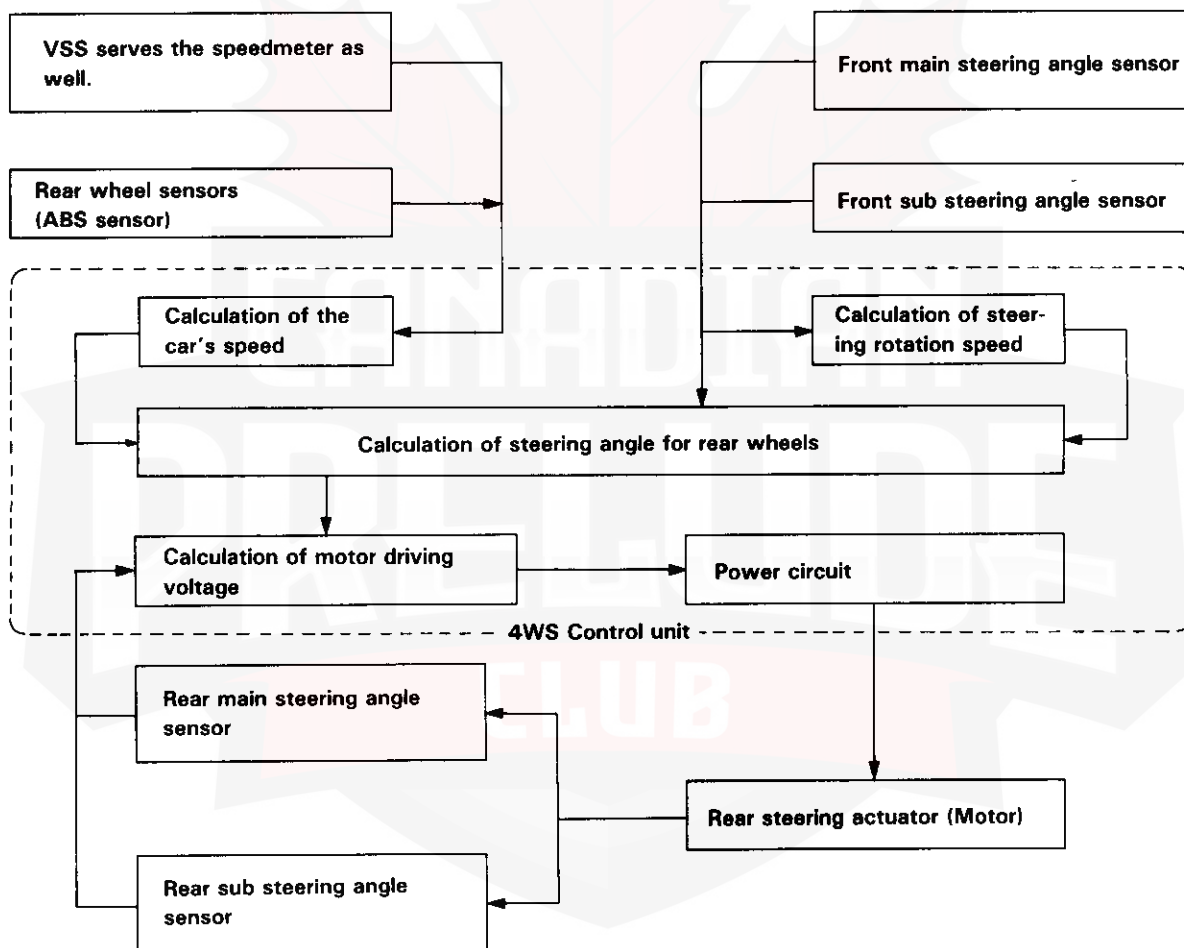 VSS serves the speedmeter as
well.
Front main steering angle sensor
Rear wheel sensors
(ABS sensor)
Front sub steering angle sensor
Calculation of the
car's speed
Calculation of steer-
ing rotation speed
Calculation of steering angle for rear wheels
Calculation of motor driving
voltage
Power circuit
4WS Control unit
Rear main steering angle
sensor
Rear steering actuator (Motor)
Rear sub steering angle
sensor
CANADIAN
PRELUDE
CLUB